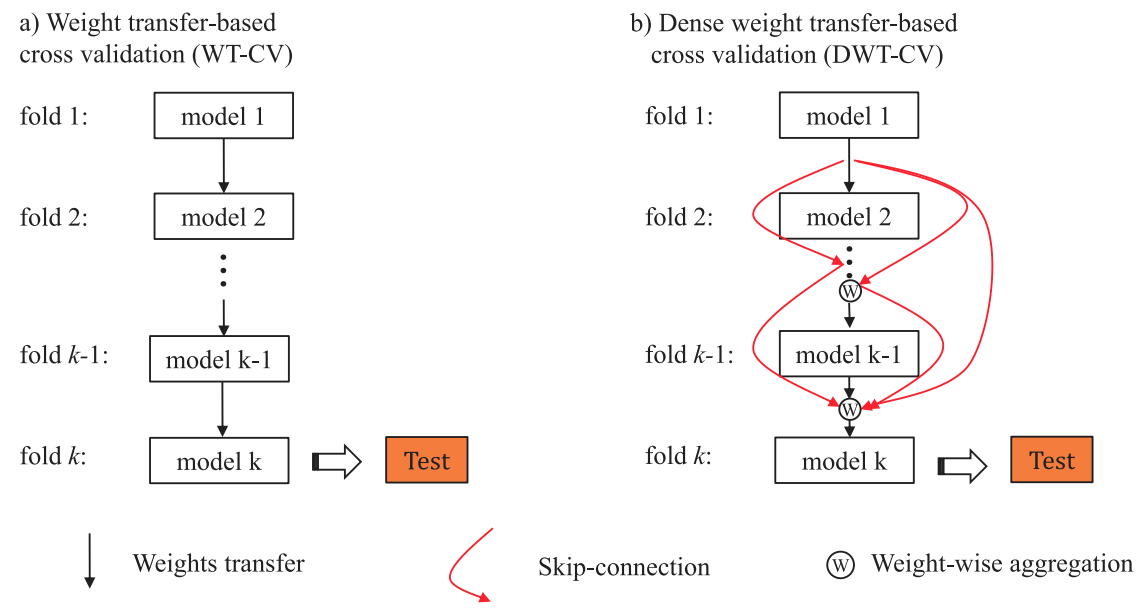 a) Weight transfer-based
cross validation (WT-CV)
fold 1:
model 1
fold 2:
model 2
fold k-1:
model k-1
fold k:
model k
Test
b) Dense weight transfer-based
cross validation (DWT-CV)
fold 1:
model 1
fold 2:
model 2
W
fold k-1:
model k-1
W
fold k:
model k
Test
Weights transfer
Skip-connection
W Weight-wise aggregation